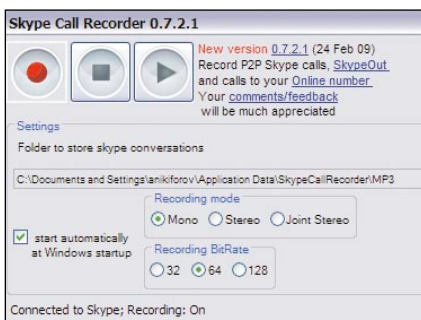 Skype Call Recorder 0.7.2.1
New version 0.7.2.1 (24 Feb 09)
Record P2P Skype calls, SkypeOut
and calls to your Online number
Your comments/feedback
will be much appreciated
Settings
Folder to store skype conversations
C:\Documents and Settings\anikiforov\Application Data\SkypeCallRecorder\MP3
Recording mode
Mono Stereo Joint Stereo
start automatically
at Windows startup
Recording BitRate
32 64 128
Connected to Skype; Recording: On